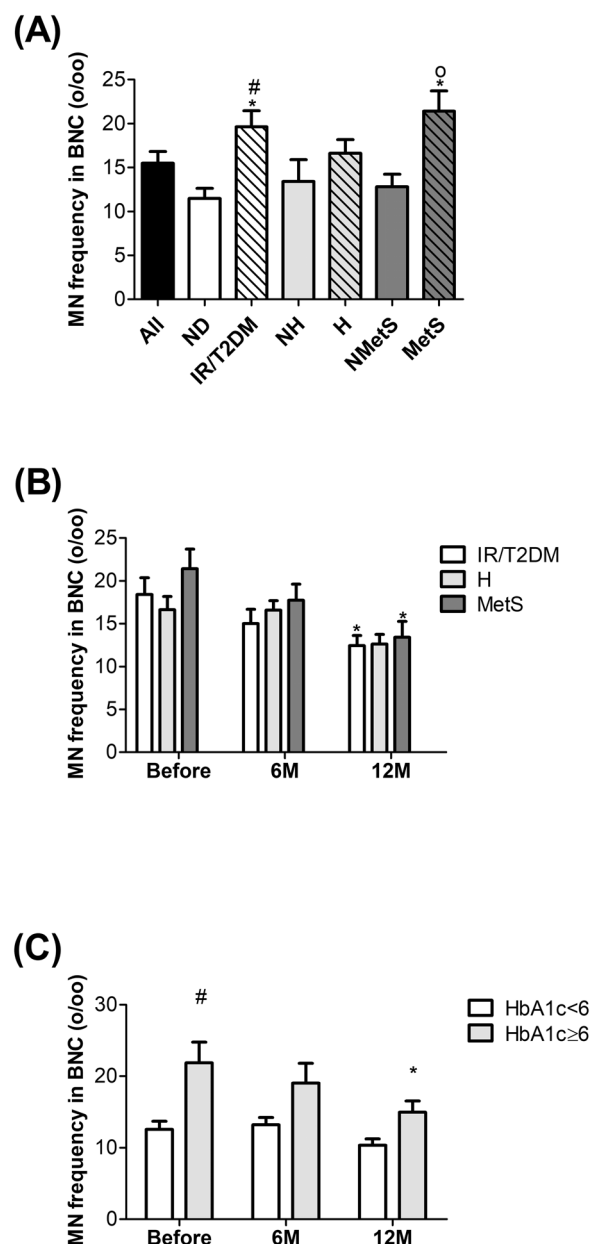 (A)
MN frequency in BNC (o/oo)
25
20
15
10
5
0
#
*
o
*
All
ND
IR/T2DM
NH
H
NMetS
MetS
(B)
MN frequency in BNC (o/oo)
25
20
15
10
5
0
*
*
Before
6M
12M
IR/T2DM
H
MetS
(C)
MN frequency in BNC (o/oo)
30
20
10
0
#
*
Before
6M
12M
HbA1c<6
HbA1c≥6